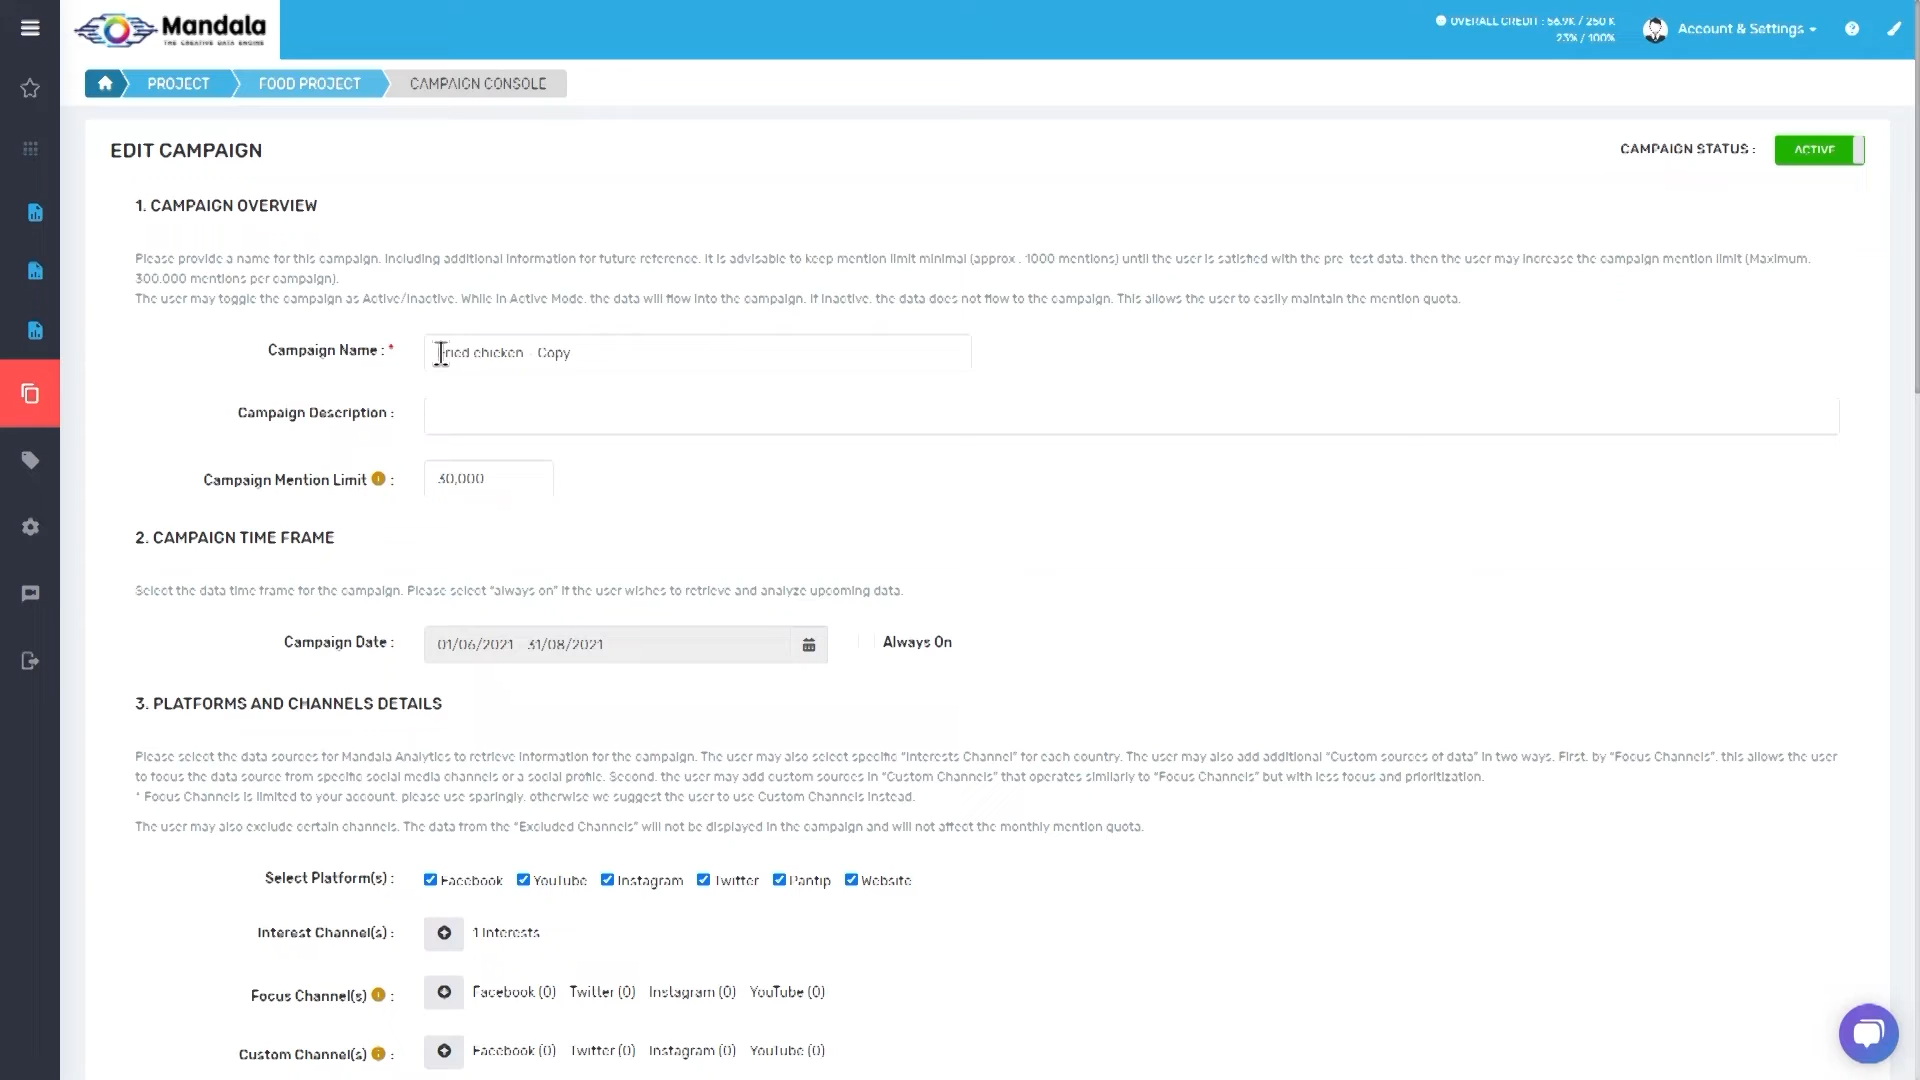 Mandala
THE CREATIVE DATA ENGINE
OVERALL CREDIT : 56.9K / 250 K
23% / 100%
Account & Settings
PROJECT
FOOD PROJECT
CAMPAIGN CONSOLE
EDIT CAMPAIGN
CAMPAIGN STATUS :
ACTIVE
1. CAMPAIGN OVERVIEW
Please provide a name for this campaign. Including additional information for future reference. It is advisable to keep mention limit minimal (approx . 1000 mentions) until the user is satisfied with the pre-test data. then the user may increase the campaign mention limit (Maximum.
300.000 mentions per campaign).
The user may toggle the campaign as Active/Inactive. While in Active Mode. the data will flow into the campaign. If inactive. the data does not flow to the campaign. This allows the user to easily maintain the mention quota.
Campaign Name : *
Fried chicken - Copy
Campaign Description :
Campaign Mention Limit :
30,000
2. CAMPAIGN TIME FRAME
Select the data time frame for the campaign. Please select "always on" if the user wishes to retrieve and analyze upcoming data.
Campaign Date :
01/06/2021 - 31/08/2021
Always On
3. PLATFORMS AND CHANNELS DETAILS
Please select the data sources for Mandala Analytics to retrieve information for the campaign. The user may also select specific "Interests Channel" for each country. The user may also add additional "Custom sources of data" in two ways. First. by "Focus Channels". this allows the user
to focus the data source from specific social media channels or a social profile. Second. the user may add custom sources in "Custom Channels" that operates similarly to "Focus Channels" but with less focus and prioritization.
* Focus Channels is limited to your account. please use sparingly. otherwise we suggest the user to use Custom Channels instead.
The user may also exclude certain channels. The data from the "Excluded Channels" will not be displayed in the campaign and will not affect the monthly mention quota.
Select Platform(s) :
Facebook YouTube Instagram Twitter Pantip Website
Interest Channel(s) :
1 Interests
Focus Channel(s) :
Facebook (0) Twitter (0) Instagram (0) YouTube (0)
Custom Channel(s) :
Facebook (0) Twitter (0) Instagram (0) YouTube (0)